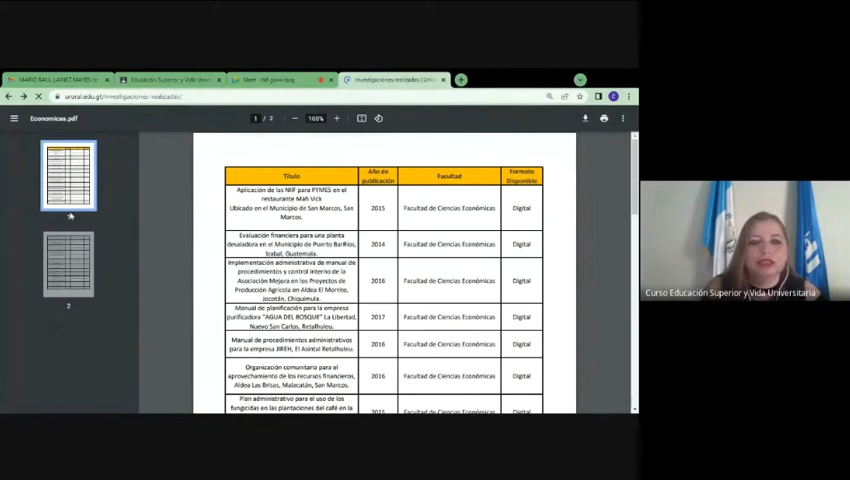 MARIO RAUL LAINEZ MAYEN
Educación Superior y Vida Univers
Meet
Investigaciones realizadas | Univ
urural.edu.gt/investigaciones-realizadas/
Economicas.pdf
1 / 2
100%
1
2
Título
Año de publicación
Facultad
Formato Disponible
Aplicación de las NIIF para PYMES en el
restaurante Mah Vick
Ubicado en el Municipio de San Marcos, San
Marcos.
2015
Facultad de Ciencias Económicas
Digital
Evaluación financiera para una planta
desaladora en el Municipio de Puerto Barrios,
Izabal, Guatemala.
2014
Facultad de Ciencias Económicas
Digital
Implementación administrativa de manual de
procedimientos y control interno de la
Asociación Mejora en los Proyectos de
Producción Agrícola en Aldea El Morrito,
Jocotán, Chiquimula.
2016
Facultad de Ciencias Económicas
Digital
Manual de planificación para la empresa
purificadora "AGUA DEL BOSQUE" La Libertad,
Nuevo San Carlos, Retalhuleu.
2017
Facultad de Ciencias Económicas
Digital
Manual de procedimientos administrativos
para la empresa JIREH, El Asintal Retalhuleu.
2016
Facultad de Ciencias Económicas
Digital
Organización comunitaria para el
aprovechamiento de los recursos financieros,
Aldea Las Brisas, Malacatán, San Marcos.
2016
Facultad de Ciencias Económicas
Digital
Plan administrativo para el uso de los
fungicidas en las plantaciones del café en la
2015
Facultad de Ciencias Económicas
Digital
Curso Educación Superior y Vida Universitaria